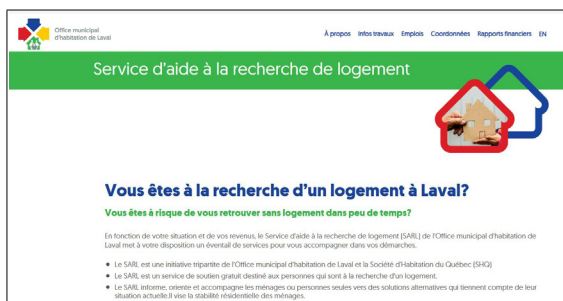 Office municipal
d'habitation de Laval
À propos Infos travaux Emplois Coordonnées Rapports financiers EN
Service d'aide à la recherche de logement
Vous êtes à la recherche d'un logement à Laval?
Vous êtes à risque de vous retrouver sans logement dans peu de temps?
En fonction de votre situation et de vos revenus, le Service d'aide à la recherche de logement (SARL) de l'Office municipal d'habitation de
Laval met à votre disposition un éventail de services pour vous accompagner dans vos démarches.
• Le SARL est une initiative tripartite de l'Office municipal d'habitation de Laval et la Société d'Habitation du Québec (SHQ)
• Le SARL est un service de soutien gratuit destiné aux personnes qui sont à la recherche d'un logement.
• Le SARL informe, oriente et accompagne les ménages ou personnes seules vers des solutions alternatives qui tiennent compte de leur
situation actuelle.Il vise la stabilité résidentielle des ménages.